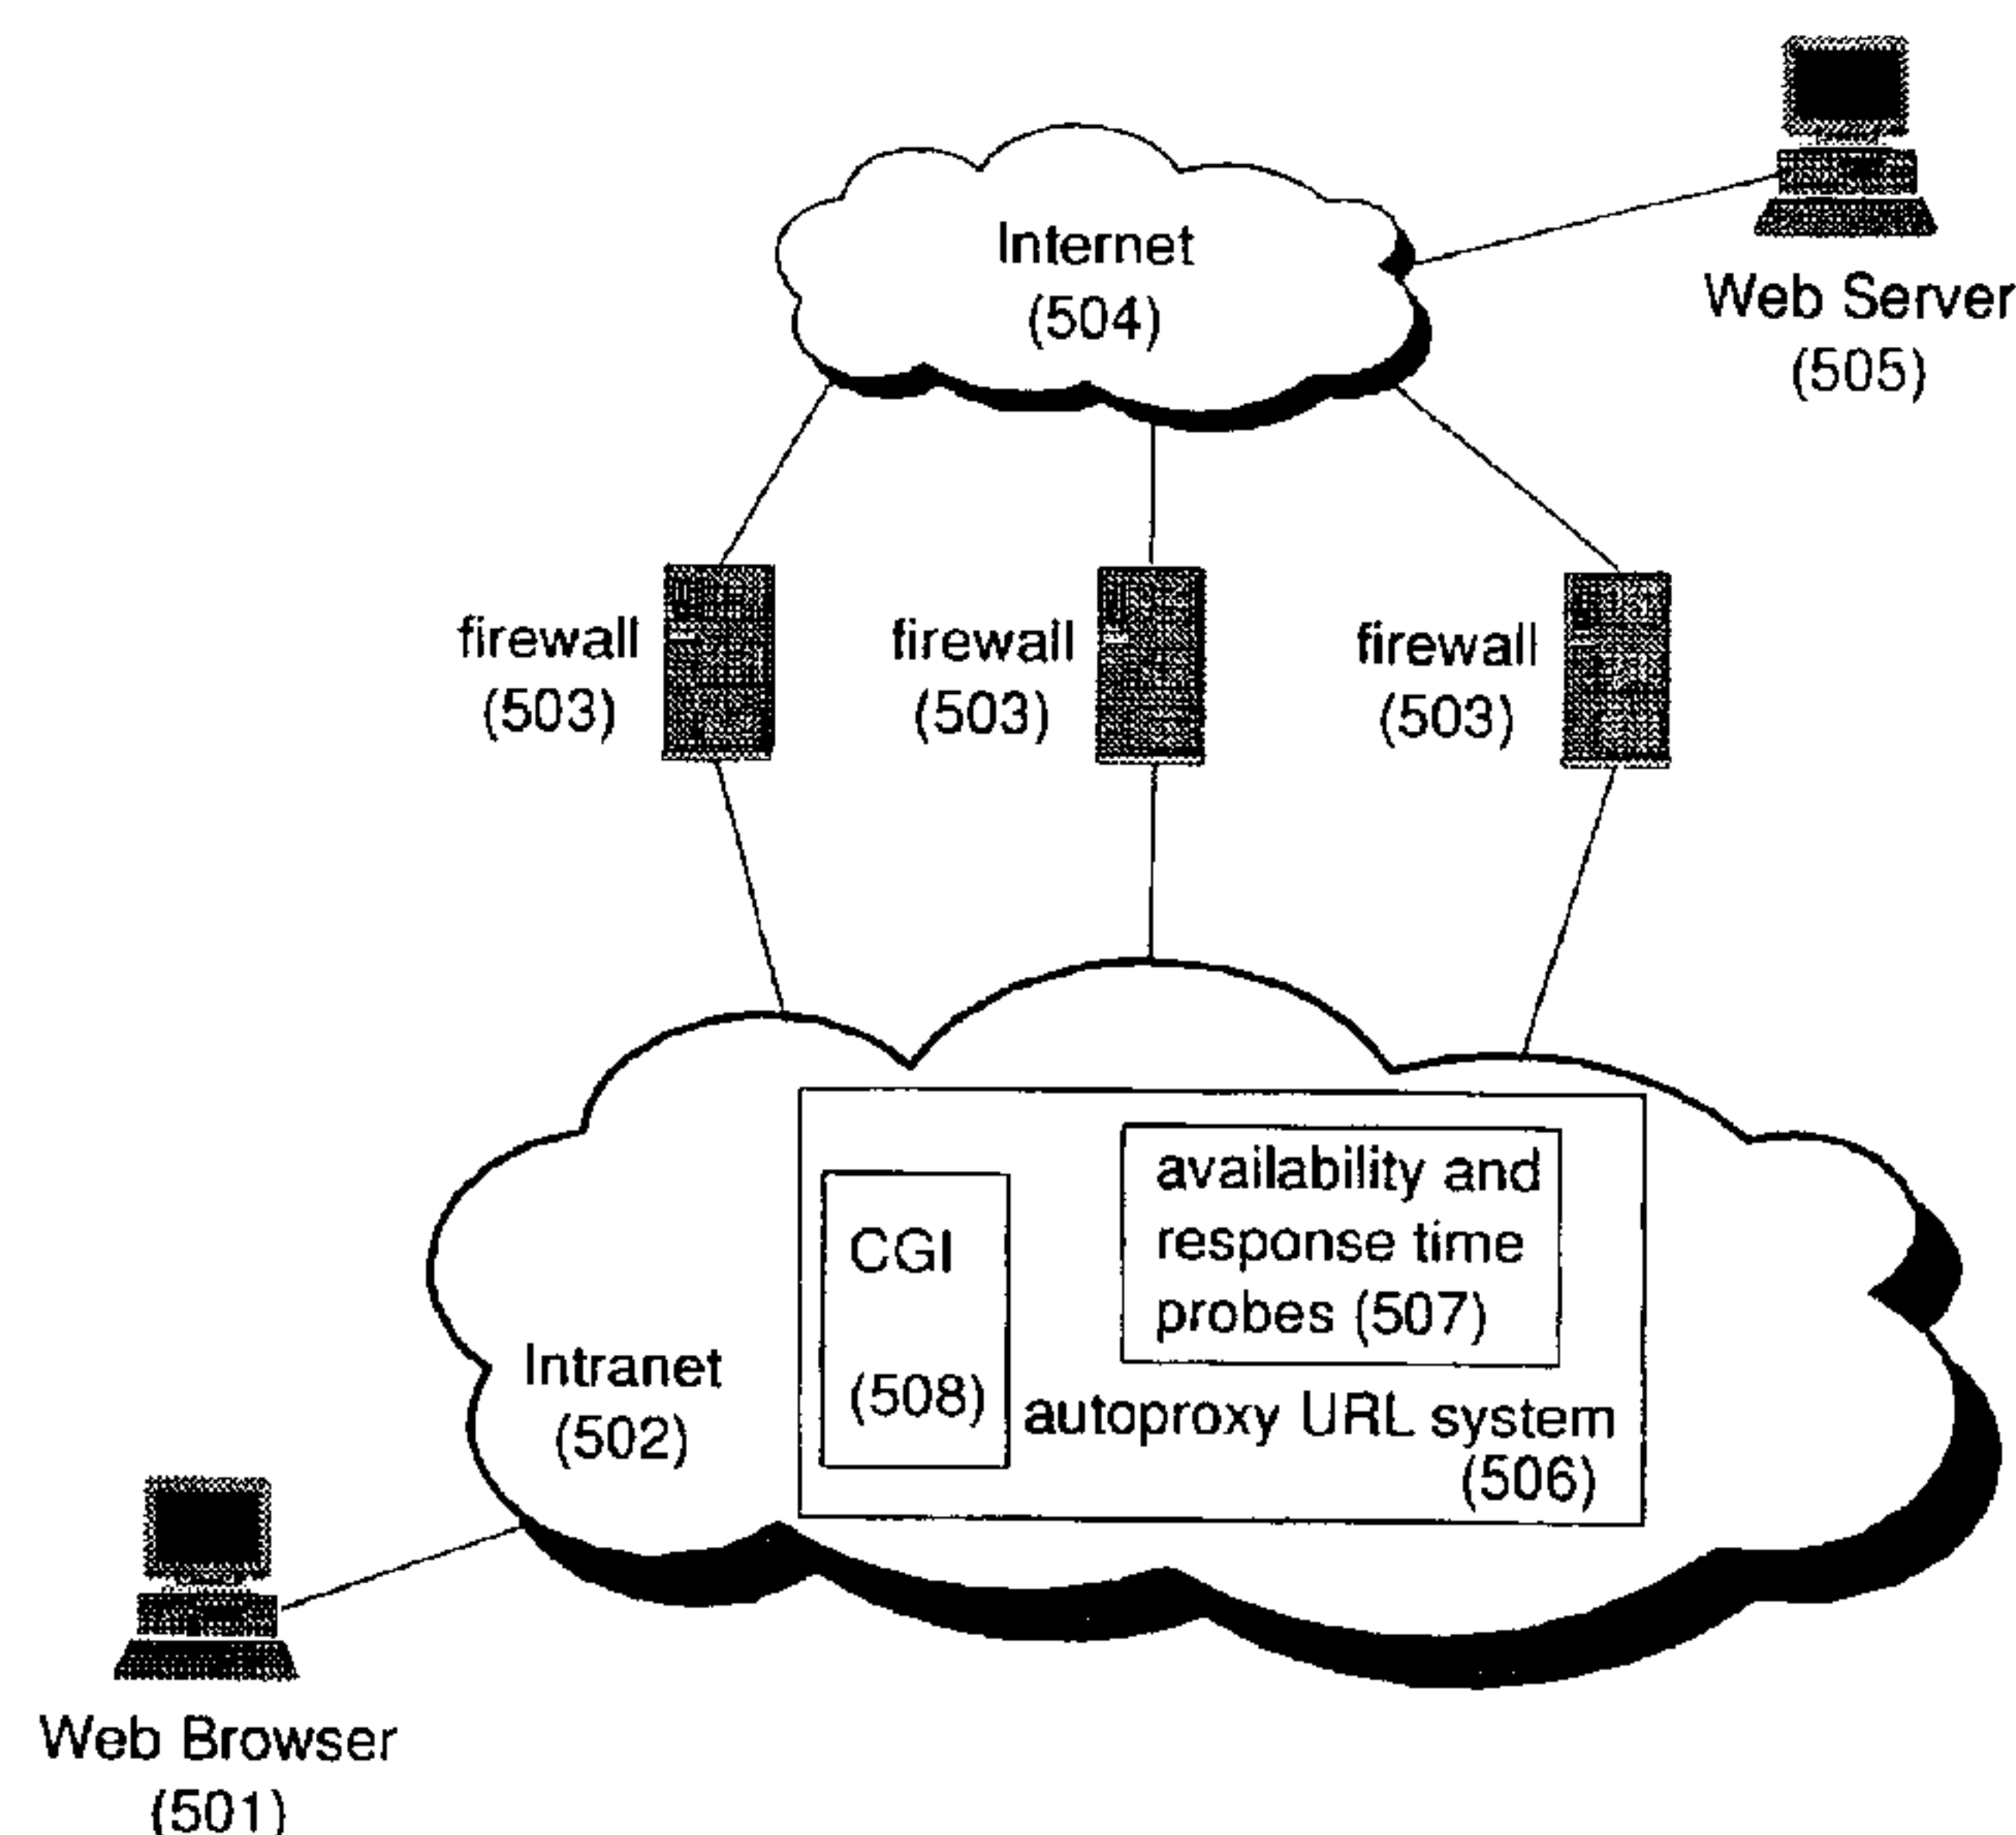 Internet
(504)
Web Server
(505)
firewall
(503)
firewall
(503)
firewall
(503)
availability and
response time
probes (507)
CGI
(508)
autoproxy URL system
(506)
Intranet
(502)
Web Browser
(501)